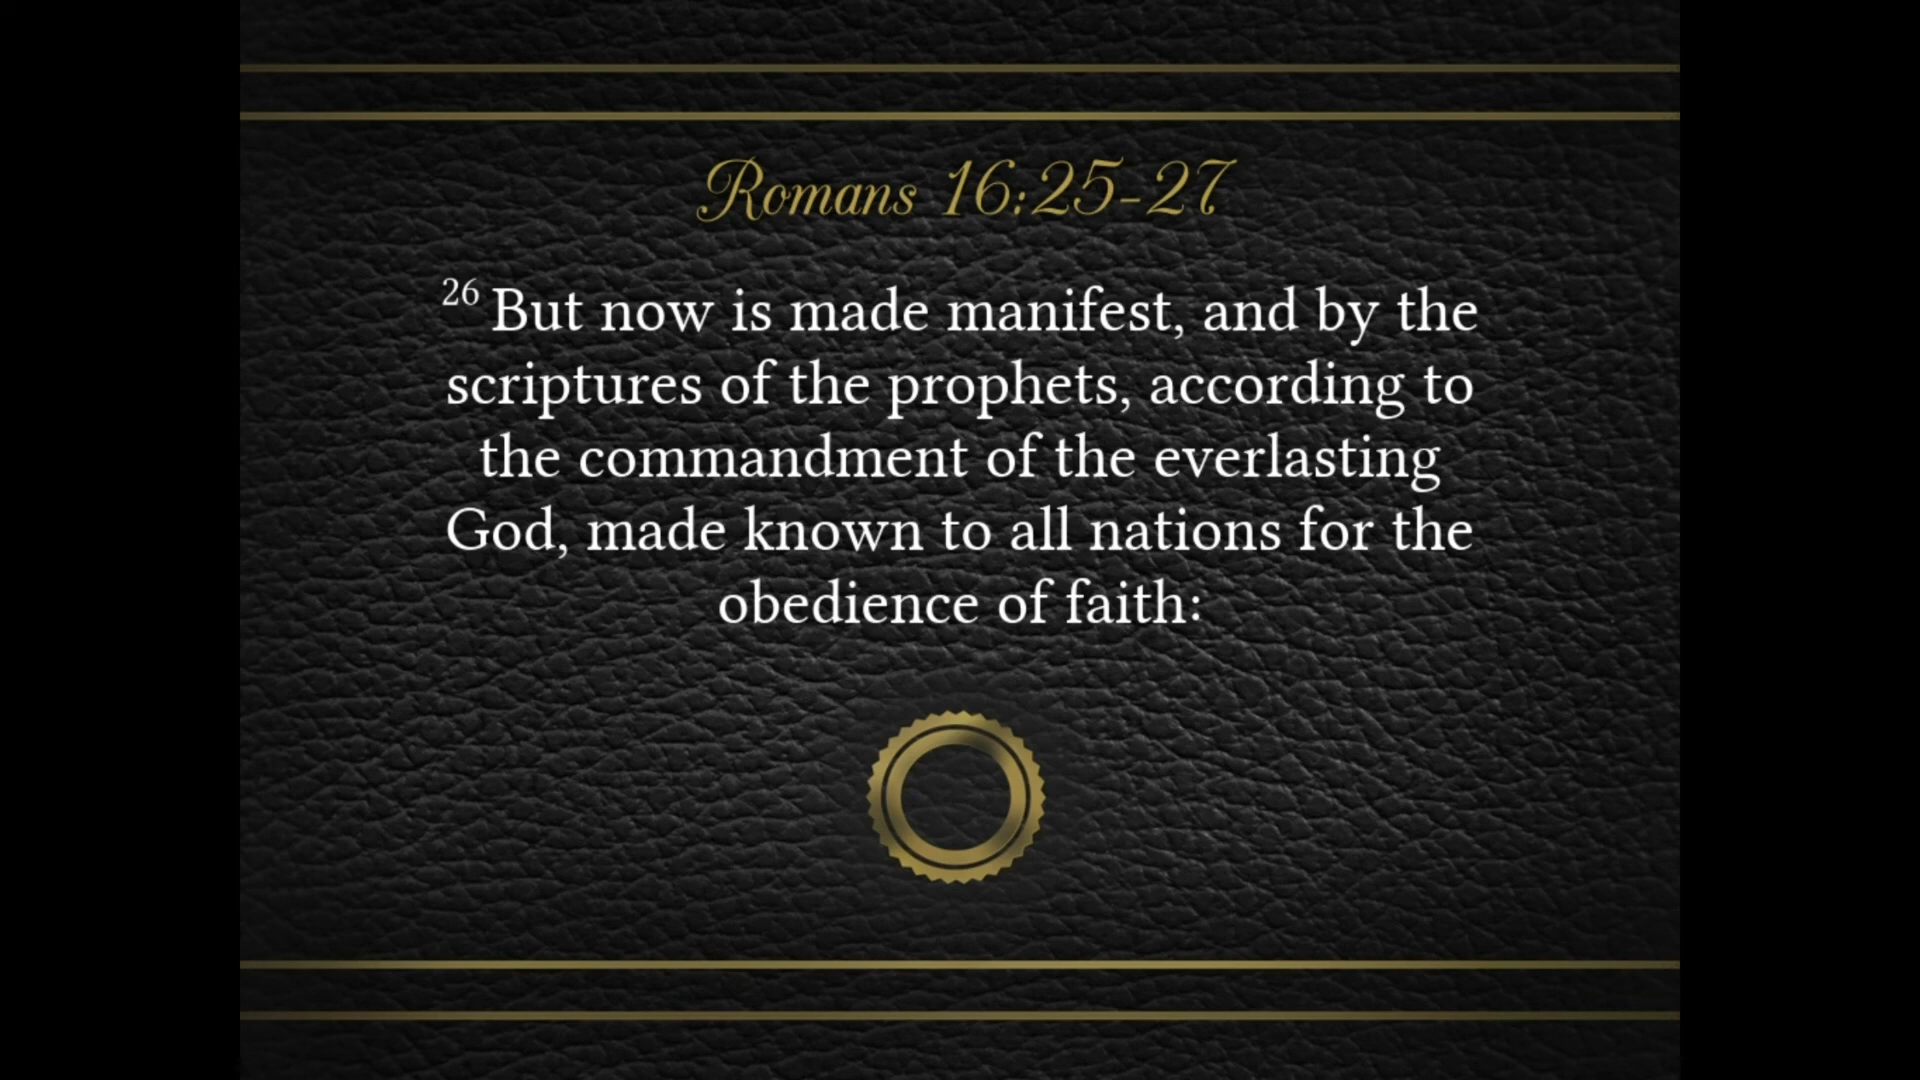 Romans 16:25-27
26 But now is made manifest, and by the
scriptures of the prophets, according to
the commandment of the everlasting
God, made known to all nations for the
obedience of faith: